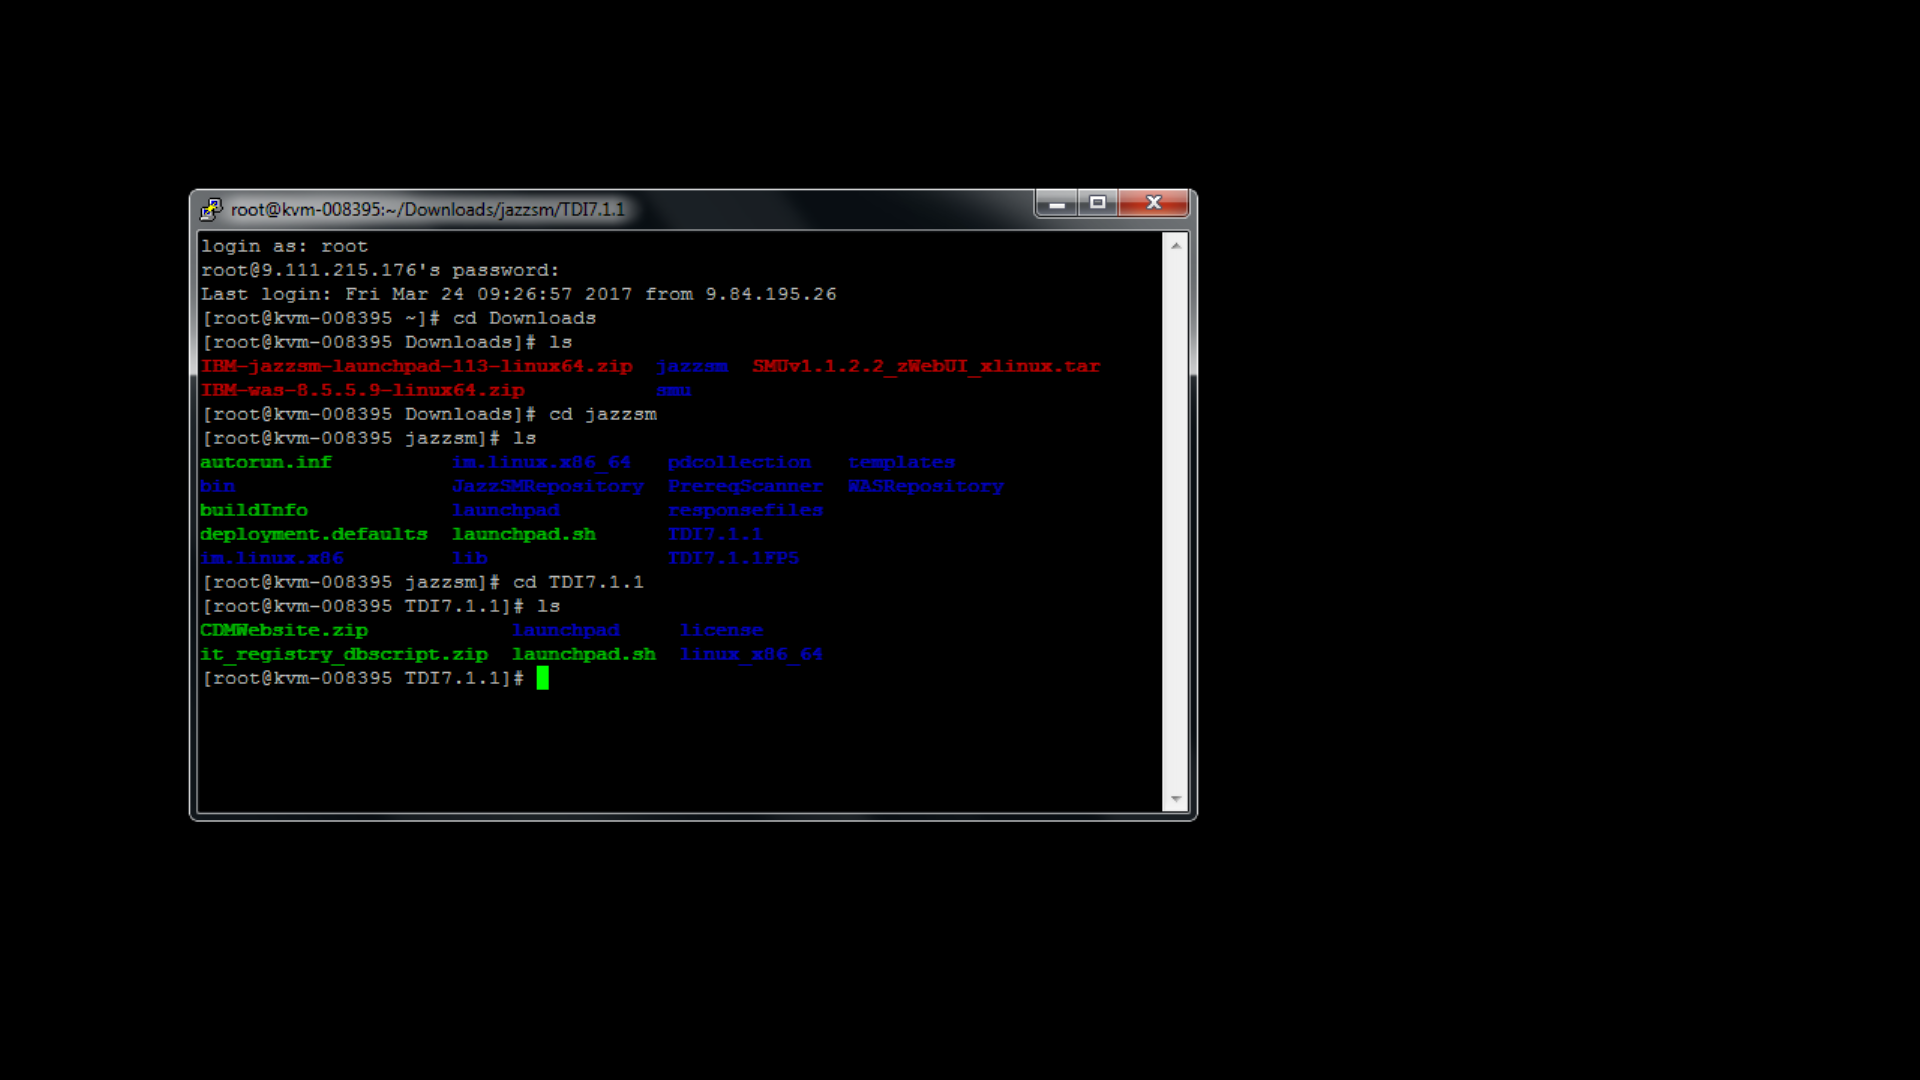 root@kvm-008395:~/Downloads/jazzsm/TDI7.1.1
login as: root
root@9.111.215.176's password:
Last login: Fri Mar 24 09:26:57 2017 from 9.84.195.26
[root@kvm-008395 ~]# cd Downloads
[root@kvm-008395 Downloads]# ls
IBM-jazzsm-launchpad-113-linux64.zip  jazzsm  SMUv1.1.2.2_zWebUI_xlinux.tar
IBM-was-8.5.5.9-linux64.zip           smu
[root@kvm-008395 Downloads]# cd jazzsm
[root@kvm-008395 jazzsm]# ls
autorun.inf          im.linux.x86_64   pdcollection   templates
bin                  JazzSMRepository  PrereqScanner  WASRepository
buildInfo            launchpad         responsefiles
deployment.defaults  launchpad.sh      TDI7.1.1
im.linux.x86         lib               TDI7.1.1FP5
[root@kvm-008395 jazzsm]# cd TDI7.1.1
[root@kvm-008395 TDI7.1.1]# ls
CDMWebsite.zip            launchpad     license
it_registry_dbscript.zip  launchpad.sh  linux_x86_64
[root@kvm-008395 TDI7.1.1]#